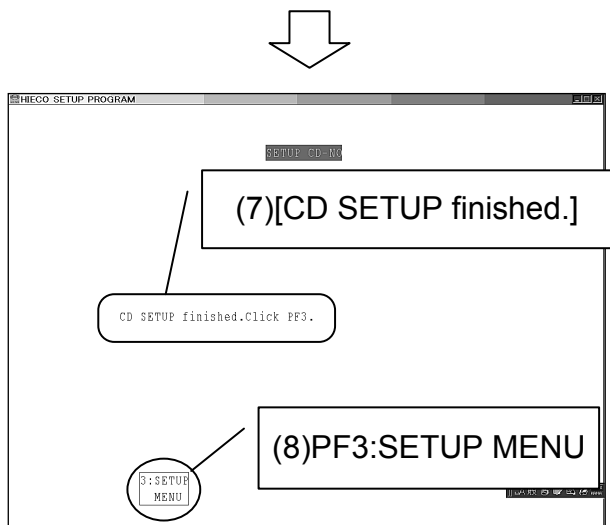 HIECO SETUP PROGRAM
SETUP CD-NO
(7)[CD SETUP finished.]
CD SETUP finished.Click PF3.
(8)PF3:SETUP MENU
3:SETUP
MENU